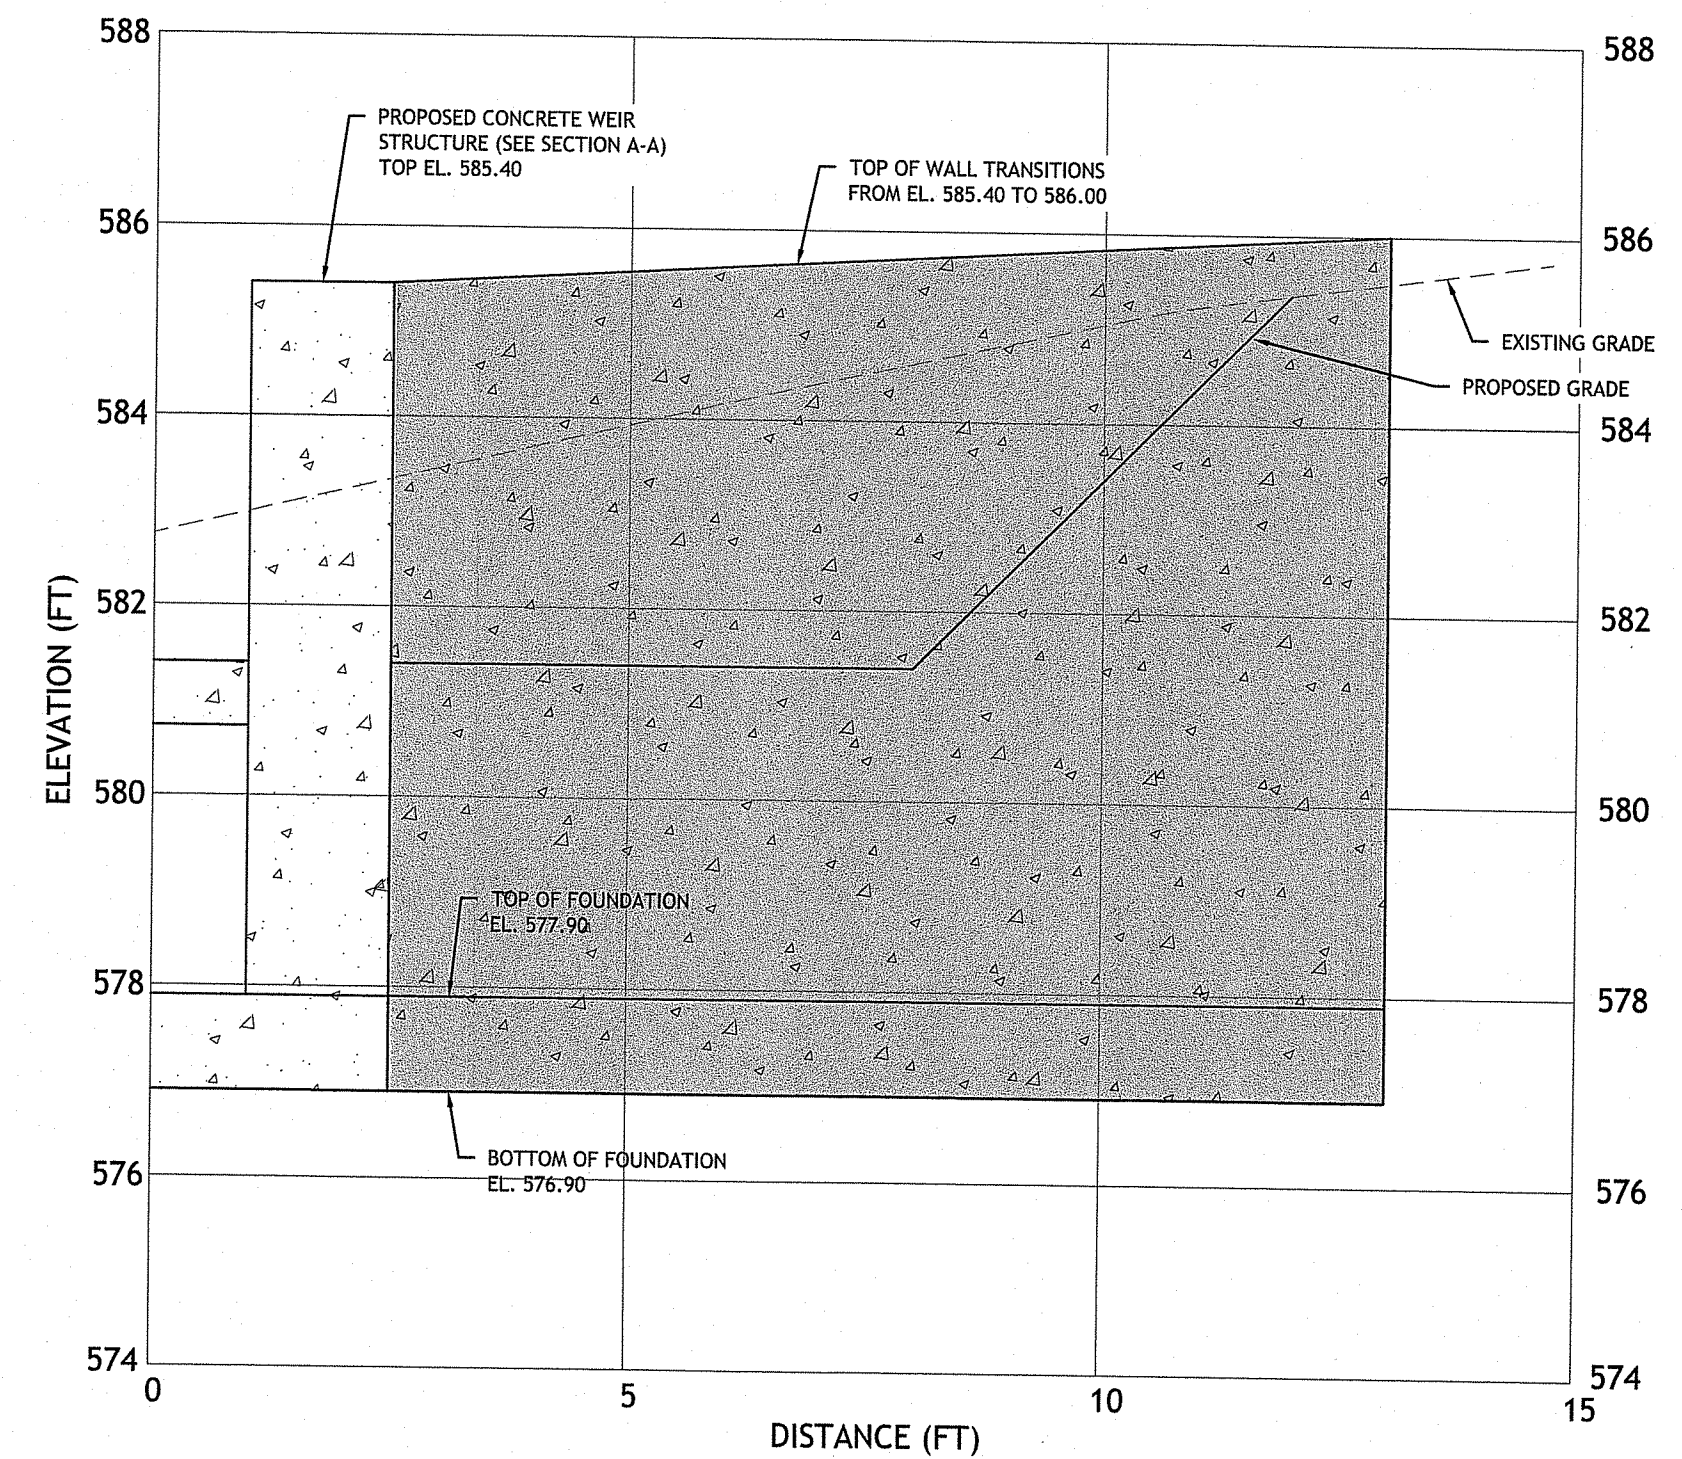 588
588
PROPOSED CONCRETE WEIR
STRUCTURE (SEE SECTION A-A)
TOP EL. 585.40
TOP OF WALL TRANSITIONS
FROM EL. 585.40 TO 586.00
586
586
EXISTING GRADE
PROPOSED GRADE
584
584
582
582
ELEVATION (FT)
580
580
TOP OF FOUNDATION
EL. 577.90
578
578
BOTTOM OF FOUNDATION
EL. 576.90
576
576
574
574
0
5
10
15
DISTANCE (FT)